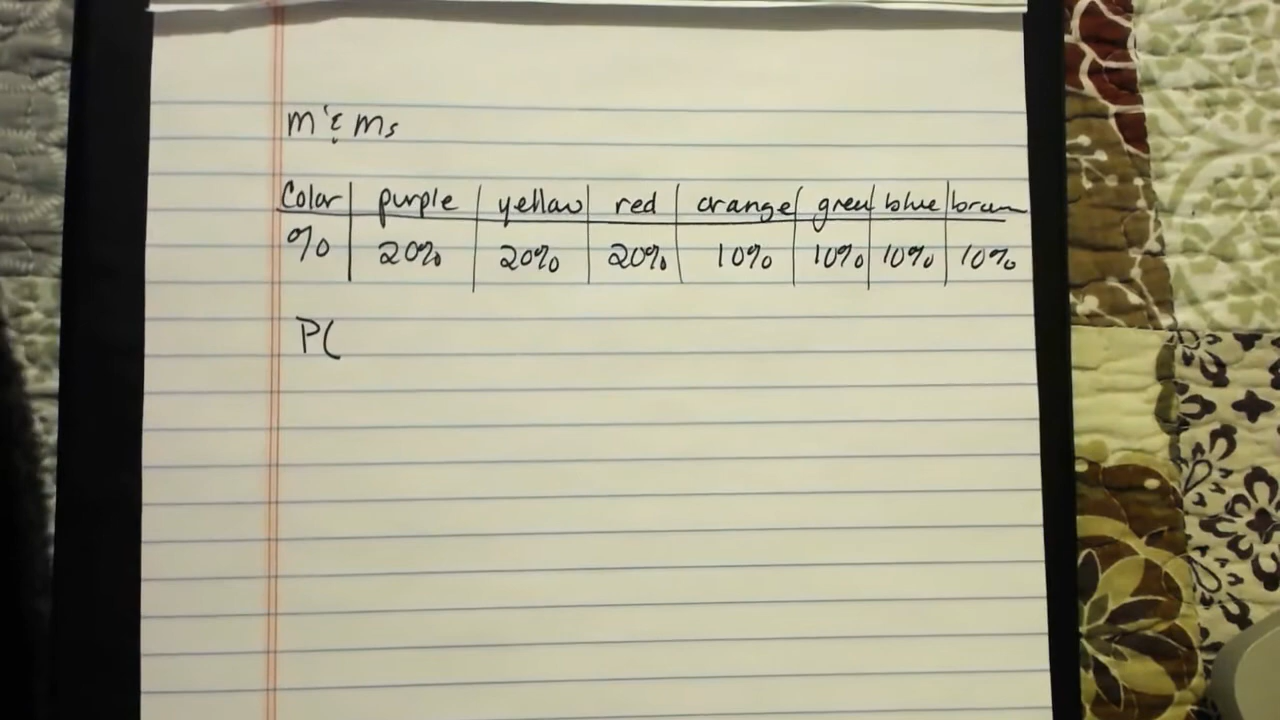 m'&ms
Color purple yellow red orange green blue brown
% 20% 20% 20% 10% 10% 10% 10%
P(